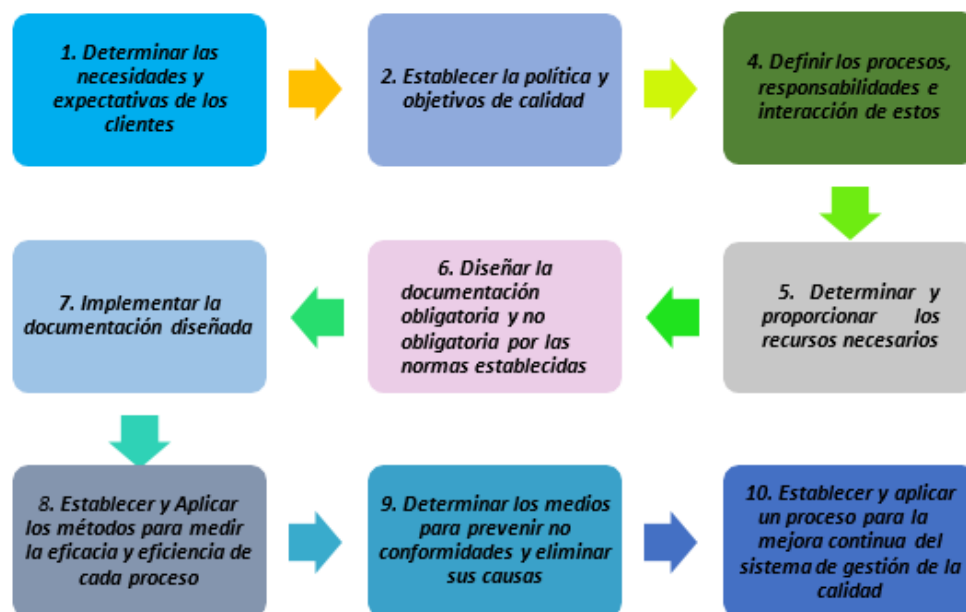 1. Determinar las
necesidades y
expectativas de los
clientes
2. Establecer la política y
objetivos de calidad
4. Definir los procesos,
responsabilidades e
interacción de estos
5. Determinar y
proporcionar los
recursos necesarios
6. Diseñar la
documentación
obligatoria y no
obligatoria por las
normas establecidas
7. Implementar la
documentación diseñada
8. Establecer y Aplicar
los métodos para medir
la eficacia y eficiencia de
cada proceso
9. Determinar los medios
para prevenir no
conformidades y eliminar
sus causas
10. Establecer y aplicar
un proceso para la
mejora continua del
sistema de gestión de la
calidad